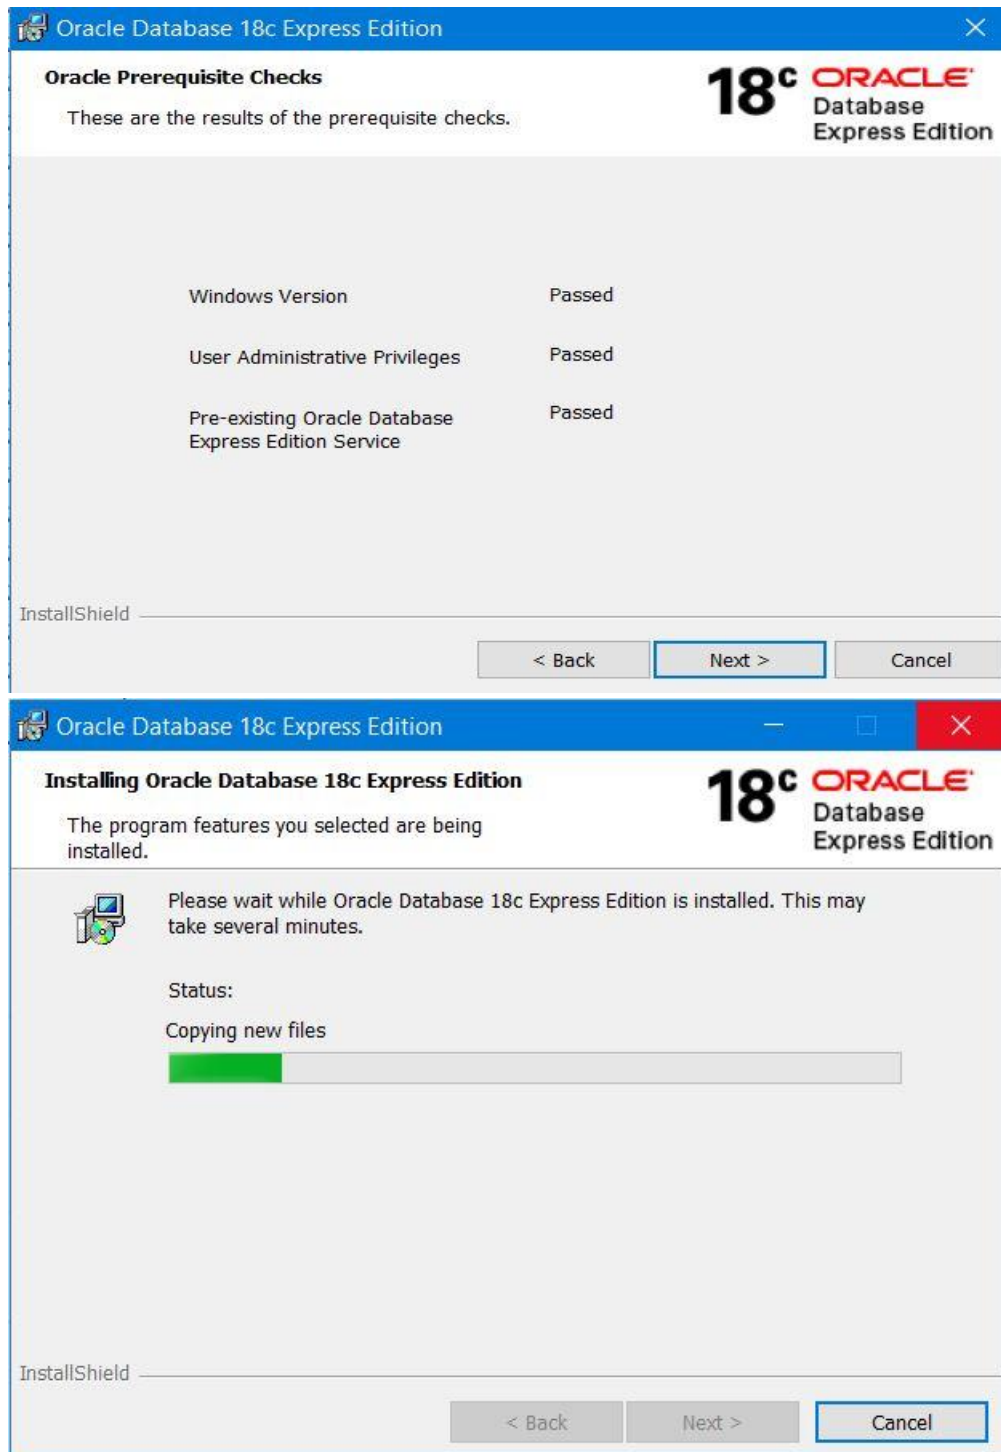 Oracle Database 18c Express Edition
Oracle Prerequisite Checks
These are the results of the prerequisite checks.
18c ORACLE
Database
Express Edition
Windows Version Passed
User Administrative Privileges Passed
Pre-existing Oracle Database Passed
Express Edition Service
InstallShield
< Back Next > Cancel
Oracle Database 18c Express Edition
Installing Oracle Database 18c Express Edition
The program features you selected are being
installed.
18c ORACLE
Database
Express Edition
Please wait while Oracle Database 18c Express Edition is installed. This may
take several minutes.
Status:
Copying new files
InstallShield
< Back Next > Cancel